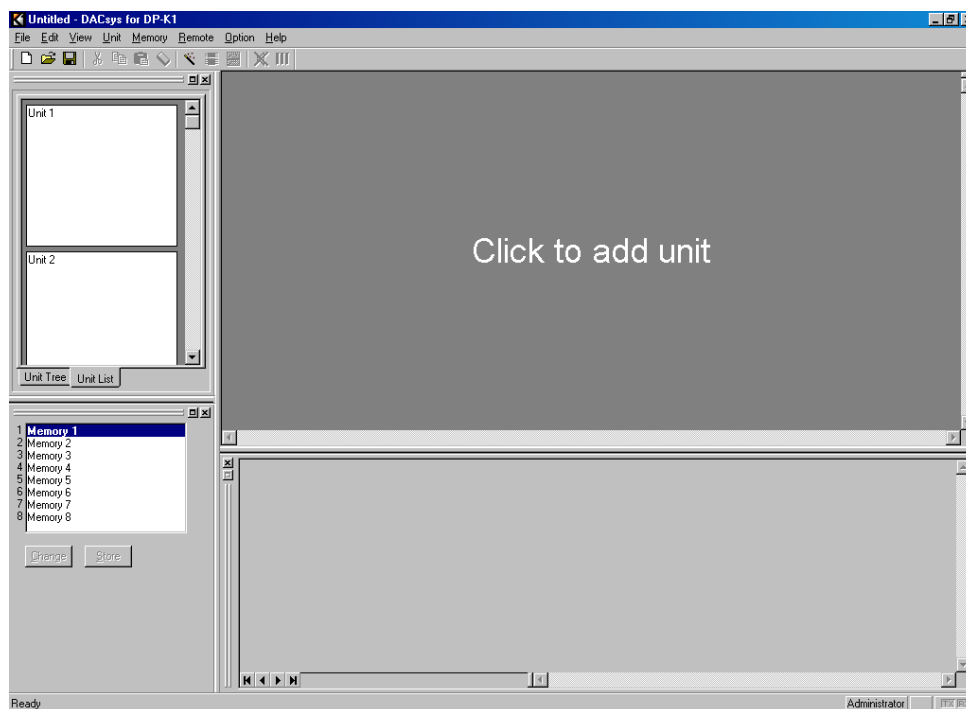 Untitled - DACsys for DP-K1
File Edit View Unit Memory Remote Option Help
Unit 1
Click to add unit
Unit 2
Unit Tree Unit List
1 Memory 1
2 Memory 2
3 Memory 3
4 Memory 4
5 Memory 5
6 Memory 6
7 Memory 7
8 Memory 8
Change Store
Ready Administrator